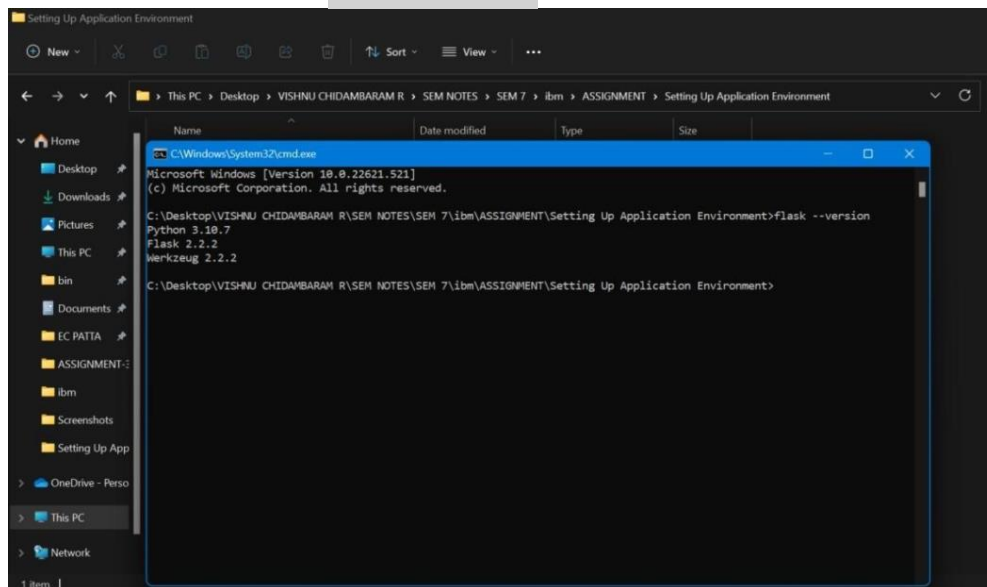 Setting Up Application Environment
New
Sort
View
This PC > Desktop > VISHNU CHIDAMBARAM R > SEM NOTES > SEM 7 > ibm > ASSIGNMENT > Setting Up Application Environment
Name Date modified Type Size
Home
Desktop
Downloads
Pictures
This PC
bin
Documents
EC PATTA
ASSIGNMENT-3
ibm
Screenshots
Setting Up App
OneDrive - Perso
This PC
Network
1 item
C:\Windows\System32\cmd.exe
Microsoft Windows [Version 10.0.22621.521]
(c) Microsoft Corporation. All rights reserved.
C:\Desktop\VISHNU CHIDAMBARAM R\SEM NOTES\SEM 7\ibm\ASSIGNMENT\Setting Up Application Environment>flask --version
Python 3.10.7
Flask 2.2.2
Werkzeug 2.2.2
C:\Desktop\VISHNU CHIDAMBARAM R\SEM NOTES\SEM 7\ibm\ASSIGNMENT\Setting Up Application Environment>